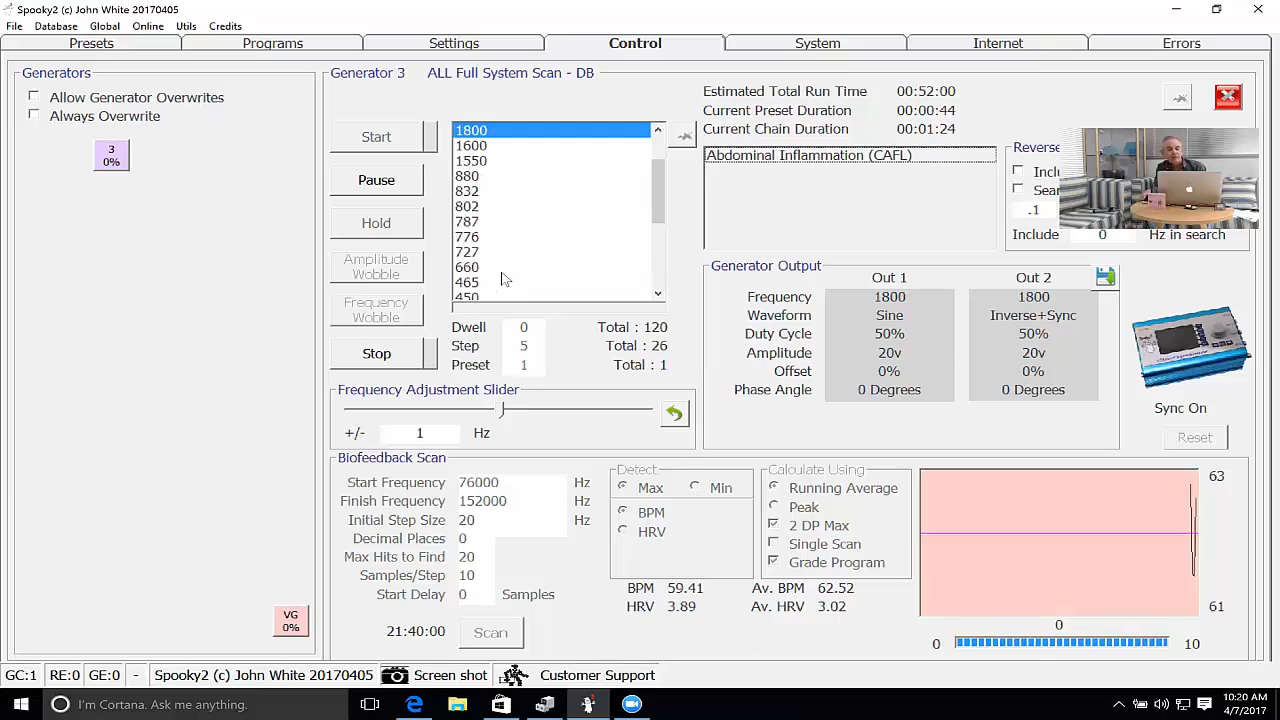 Spooky2 (c) John White 20170405
File Database Global Online Utils Credits
Presets Programs Settings Control System Internet Errors
Generators
Allow Generator Overwrites
Always Overwrite
3
0%
VG
0%
Generator 3 ALL Full System Scan - DB
Start
Pause
Hold
Amplitude
Wobble
Frequency
Wobble
Stop
1800
1600
1550
880
832
802
787
776
727
660
465
450
Dwell 0 Total : 120
Step 5 Total : 26
Preset 1 Total : 1
Estimated Total Run Time 00:52:00
Current Preset Duration 00:00:44
Current Chain Duration 00:01:24
Abdominal Inflammation (CAFL)
Reverse
Inclu
Sear
.1
Include 0 Hz in search
Generator Output
Out 1 Out 2
Frequency 1800 1800
Waveform Sine Inverse+Sync
Duty Cycle 50% 50%
Amplitude 20v 20v
Offset 0% 0%
Phase Angle 0 Degrees 0 Degrees
Sync On
Reset
Frequency Adjustment Slider
+/- 1 Hz
Biofeedback Scan
Start Frequency 76000 Hz
Finish Frequency 152000 Hz
Initial Step Size 20 Hz
Decimal Places 0
Max Hits to Find 20
Samples/Step 10
Start Delay 0 Samples
21:40:00 Scan
Detect
Max Min
BPM
HRV
Calculate Using
Running Average
Peak
2 DP Max
Single Scan
Grade Program
BPM 59.41 Av. BPM 62.52
HRV 3.89 Av. HRV 3.02
63
61
0
0 10
GC:1 RE:0 GE:0 - Spooky2 (c) John White 20170405 Screen shot Customer Support
I'm Cortana. Ask me anything.
10:20 AM
4/7/2017